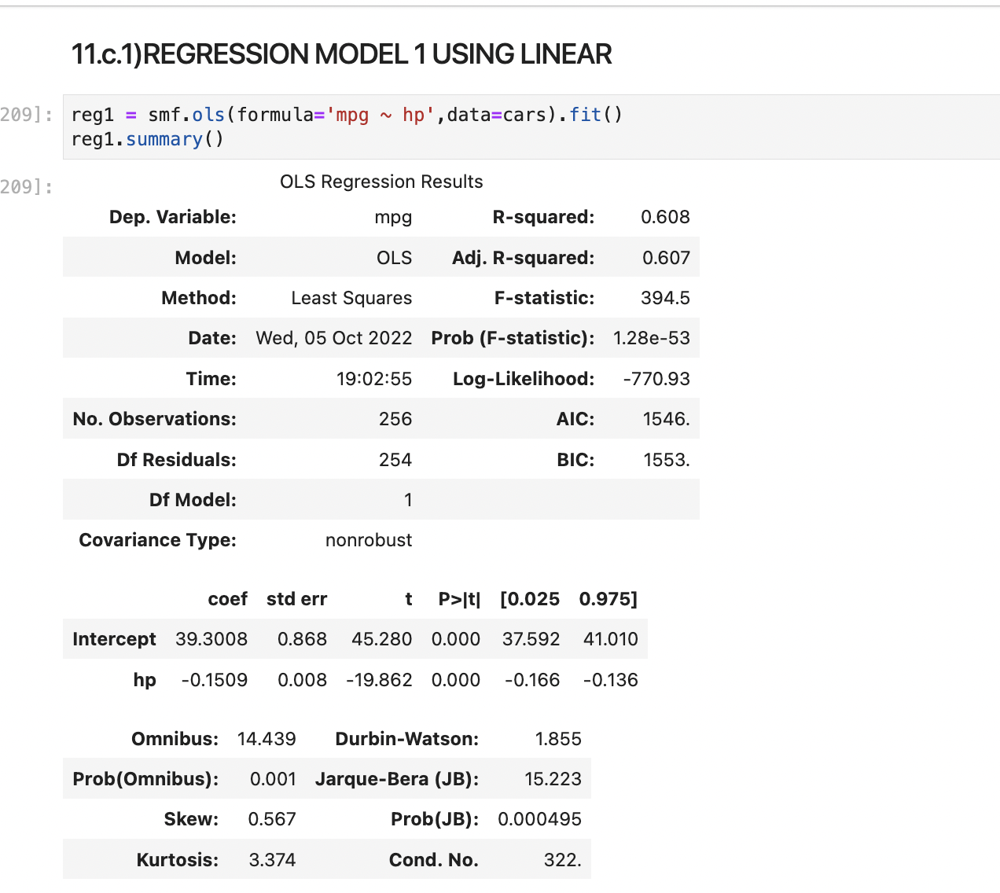 11.c.1)REGRESSION MODEL 1 USING LINEAR
209]: reg1 = smf.ols(formula='mpg ~ hp',data=cars).fit()
reg1.summary()
209]: OLS Regression Results
Dep. Variable: mpg R-squared: 0.608
Model: OLS Adj. R-squared: 0.607
Method: Least Squares F-statistic: 394.5
Date: Wed, 05 Oct 2022 Prob (F-statistic): 1.28e-53
Time: 19:02:55 Log-Likelihood: -770.93
No. Observations: 256 AIC: 1546.
Df Residuals: 254 BIC: 1553.
Df Model: 1
Covariance Type: nonrobust
coef std err t P>|t| [0.025 0.975]
Intercept 39.3008 0.868 45.280 0.000 37.592 41.010
hp -0.1509 0.008 -19.862 0.000 -0.166 -0.136
Omnibus: 14.439 Durbin-Watson: 1.855
Prob(Omnibus): 0.001 Jarque-Bera (JB): 15.223
Skew: 0.567 Prob(JB): 0.000495
Kurtosis: 3.374 Cond. No. 322.